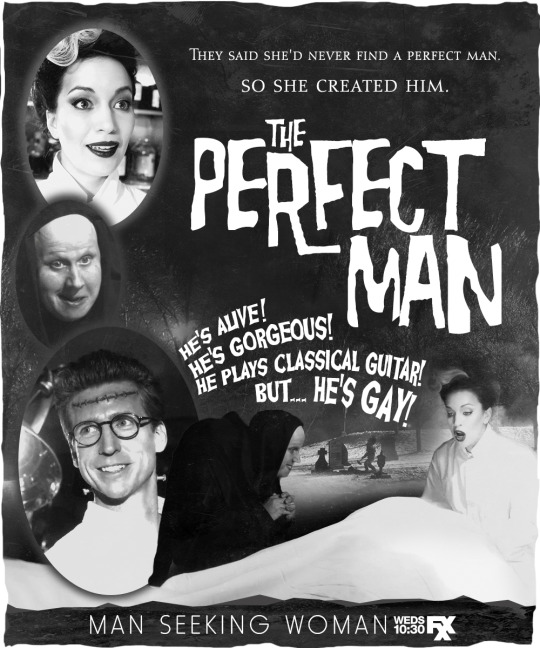 THEY SAID SHE'D NEVER FIND A PERFECT MAN.
SO SHE CREATED HIM.
THE
PERFECT
MAN
HE'S ALIVE!
HE'S GORGEOUS!
HE PLAYS CLASSICAL GUITAR!
BUT... HE'S GAY!
MAN SEEKING WOMAN WEDS 10:30 FXX